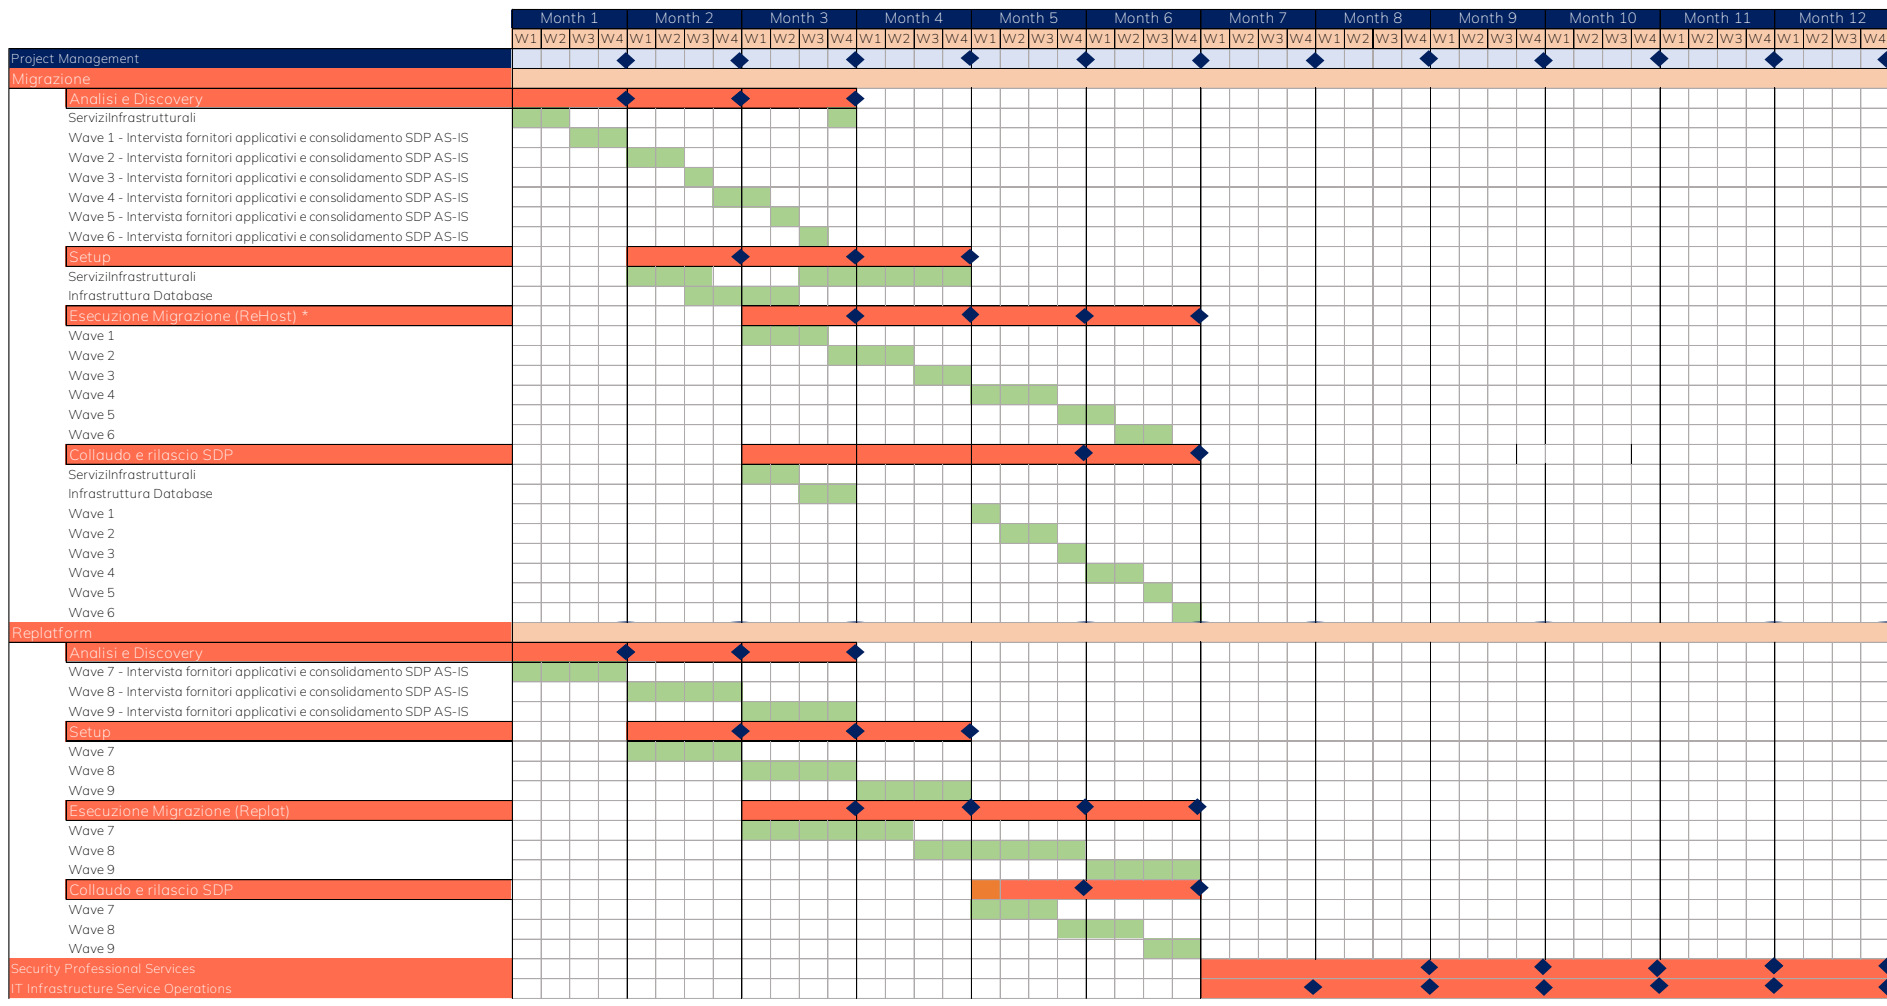 Month 1 Month 2 Month 3 Month 4 Month 5 Month 6 Month 7 Month 8 Month 9 Month 10 Month 11 Month 12
W1 W2 W3 W4 W1 W2 W3 W4 W1 W2 W3 W4 W1 W2 W3 W4 W1 W2 W3 W4 W1 W2 W3 W4 W1 W2 W3 W4 W1 W2 W3 W4 W1 W2 W3 W4 W1 W2 W3 W4 W1 W2 W3 W4 W1 W2 W3 W4
Project Management
Migrazione
Analisi e Discovery
ServiziInfrastrutturali
Wave 1 - Intervista fornitori applicativi e consolidamento SDP AS-IS
Wave 2 - Intervista fornitori applicativi e consolidamento SDP AS-IS
Wave 3 - Intervista fornitori applicativi e consolidamento SDP AS-IS
Wave 4 - Intervista fornitori applicativi e consolidamento SDP AS-IS
Wave 5 - Intervista fornitori applicativi e consolidamento SDP AS-IS
Wave 6 - Intervista fornitori applicativi e consolidamento SDP AS-IS
Setup
ServiziInfrastrutturali
Infrastruttura Database
Esecuzione Migrazione (ReHost) *
Wave 1
Wave 2
Wave 3
Wave 4
Wave 5
Wave 6
Collaudo e rilascio SDP
ServiziInfrastrutturali
Infrastruttura Database
Wave 1
Wave 2
Wave 3
Wave 4
Wave 5
Wave 6
Replatform
Analisi e Discovery
Wave 7 - Intervista fornitori applicativi e consolidamento SDP AS-IS
Wave 8 - Intervista fornitori applicativi e consolidamento SDP AS-IS
Wave 9 - Intervista fornitori applicativi e consolidamento SDP AS-IS
Setup
Wave 7
Wave 8
Wave 9
Esecuzione Migrazione (Replat)
Wave 7
Wave 8
Wave 9
Collaudo e rilascio SDP
Wave 7
Wave 8
Wave 9
Security Professional Services
IT Infrastructure Service Operations